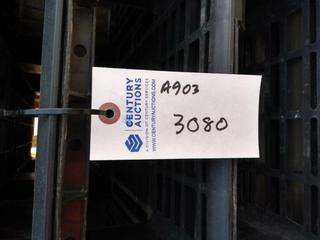 CENTURY
AUCTIONS
A DIVISION OF CENTURY SERVICES
WWW.CENTURYAUCTIONS.COM
A903
3080